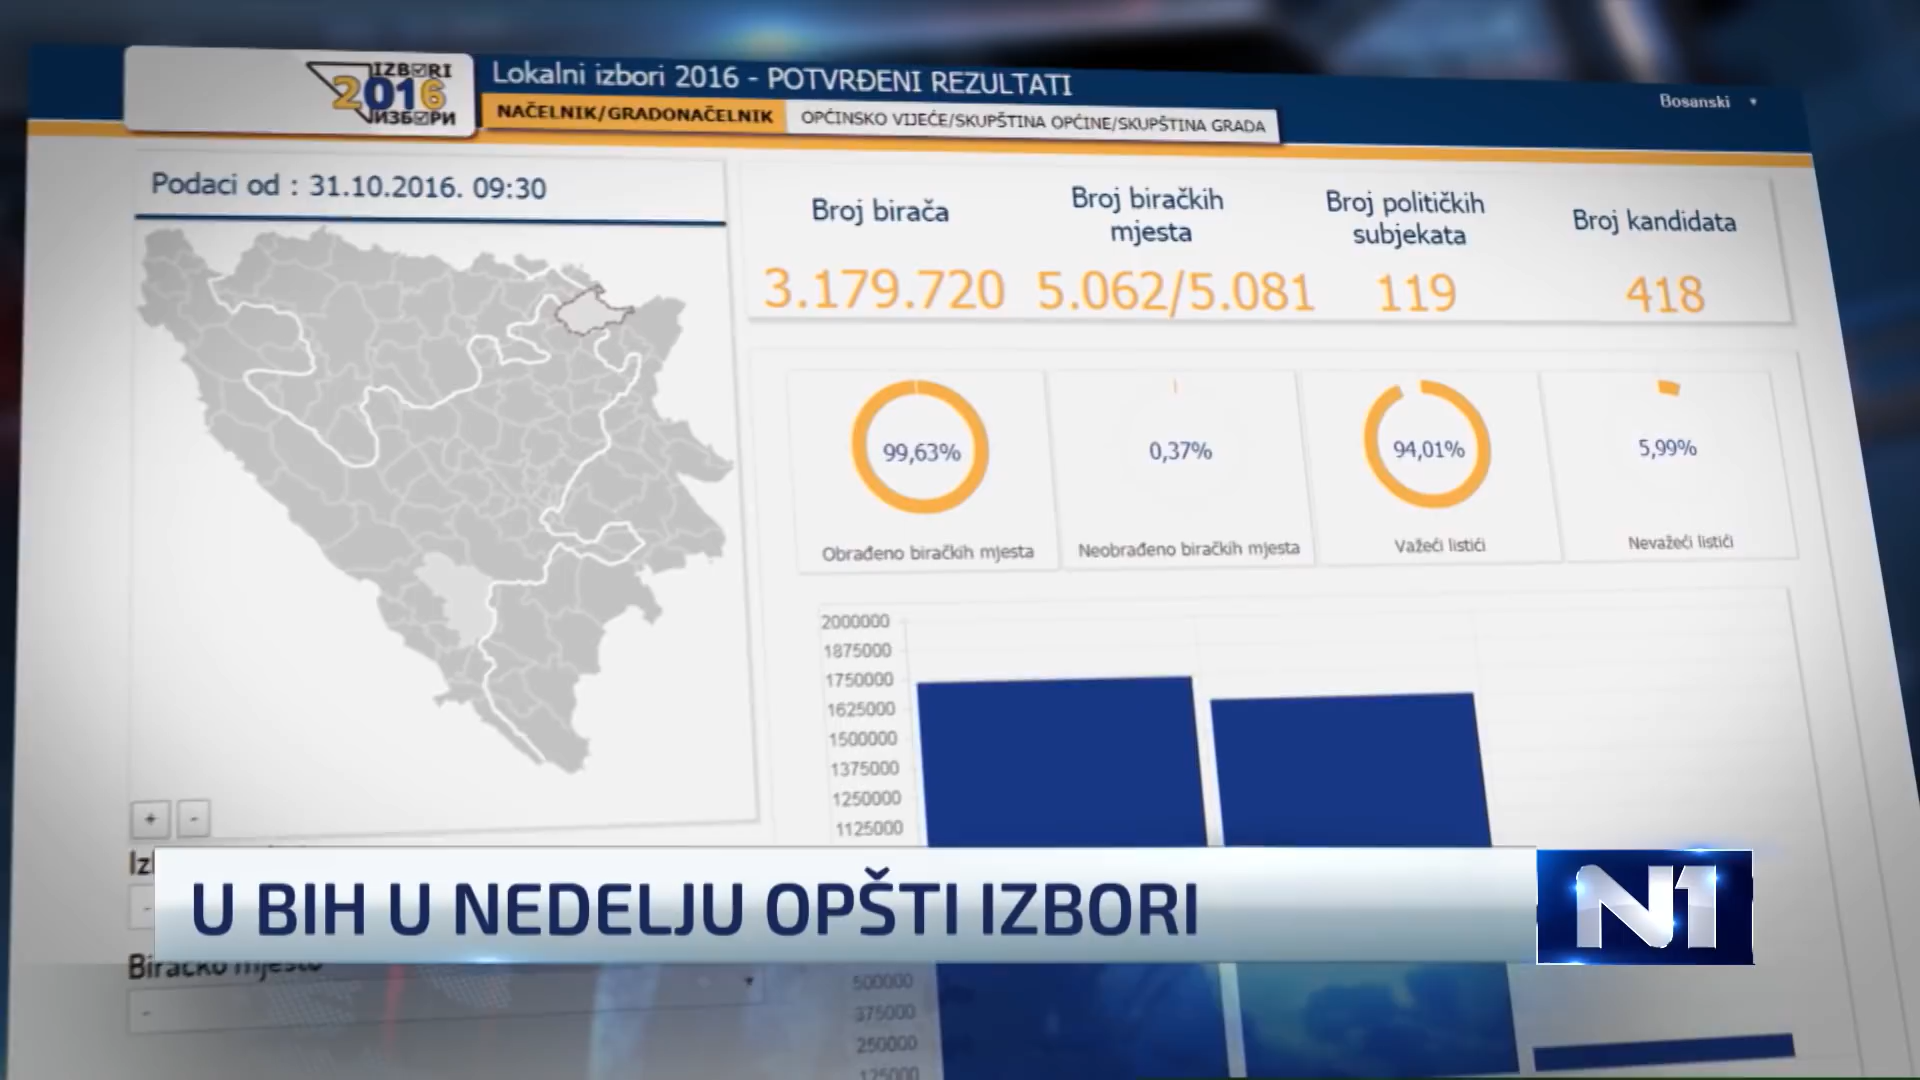 IZBORI
2016
ИЗБОРИ
Lokalni izbori 2016 - POTVRĐENI REZULTATI
NAČELNIK/GRADONAČELNIK
OPĆINSKO VIJEĆE/SKUPŠTINA OPĆINE/SKUPŠTINA GRADA
Bosanski
Podaci od : 31.10.2016. 09:30
+ -
Broj birača
3.179.720
Broj biračkih
mjesta
5.062/5.081
Broj političkih
subjekata
119
Broj kandidata
418
99,63%
Obrađeno biračkih mjesta
0,37%
Neobrađeno biračkih mjesta
94,01%
Važeći listići
5,99%
Nevažeći listići
2000000
1875000
1750000
1625000
1500000
1375000
1250000
1125000
U BIH U NEDELJU OPŠTI IZBORI
N1
Biračko mjesto
-
500000
375000
250000
125000